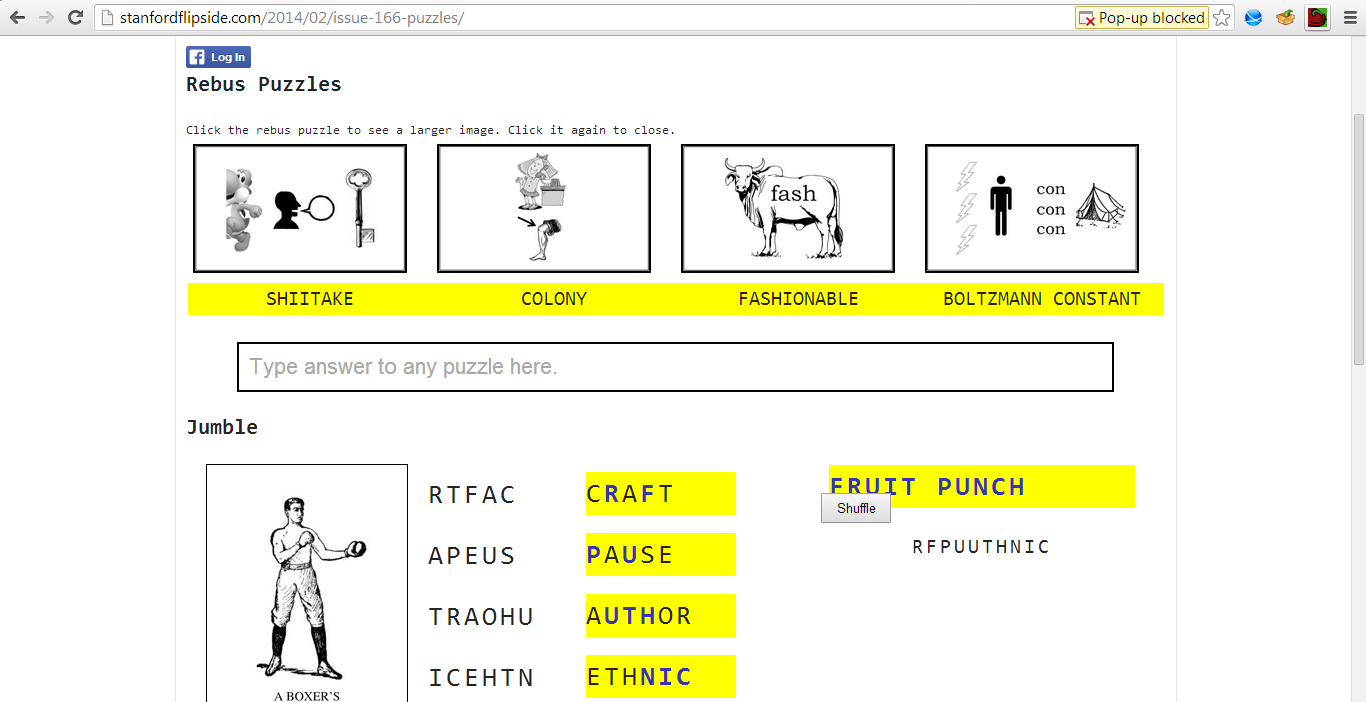 stanfordflipside.com/2014/02/issue-166-puzzles/
Pop-up blocked
Log In
Rebus Puzzles
Click the rebus puzzle to see a larger image. Click it again to close.
fash
con
con
con
SHIITAKE COLONY FASHIONABLE BOLTZMANN CONSTANT
Type answer to any puzzle here.
Jumble
RTFAC CRAFT
APEUS PAUSE
TRAOHU AUTHOR
ICEHTN ETHNIC
FRUIT PUNCH
Shuffle
RFPUUTHNIC
A BOXER'S